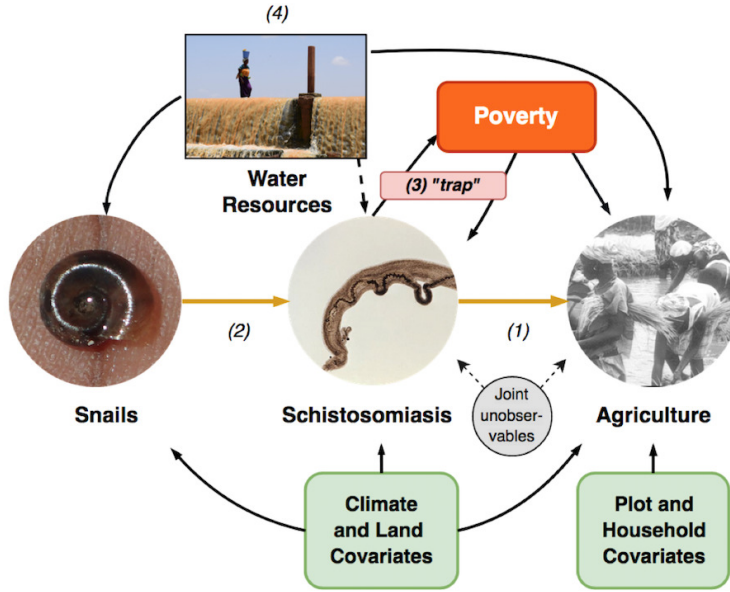 (4)
Poverty
(3) "trap"
Water
Resources
(2)
(1)
Snails
Schistosomiasis
Joint
unobser-
vables
Agriculture
Climate
and Land
Covariates
Plot and
Household
Covariates